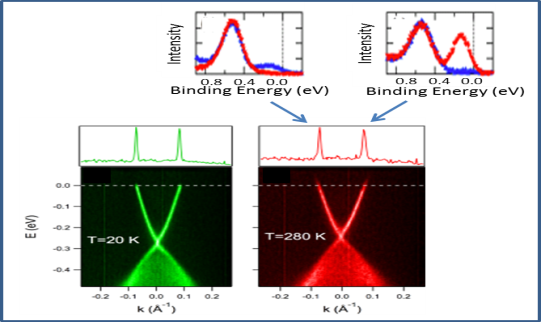 Intensity
0.8 0.4 0.0
Binding Energy (eV)
Intensity
0.8 0.4 0.0
Binding Energy (eV)
E (eV)
0.0
-0.1
-0.2
-0.3
-0.4
T=20 K
-0.2 -0.1 0.0 0.1 0.2
k (Å⁻¹)
T=280 K
-0.2 -0.1 0.0 0.1 0.2
k (Å⁻¹)